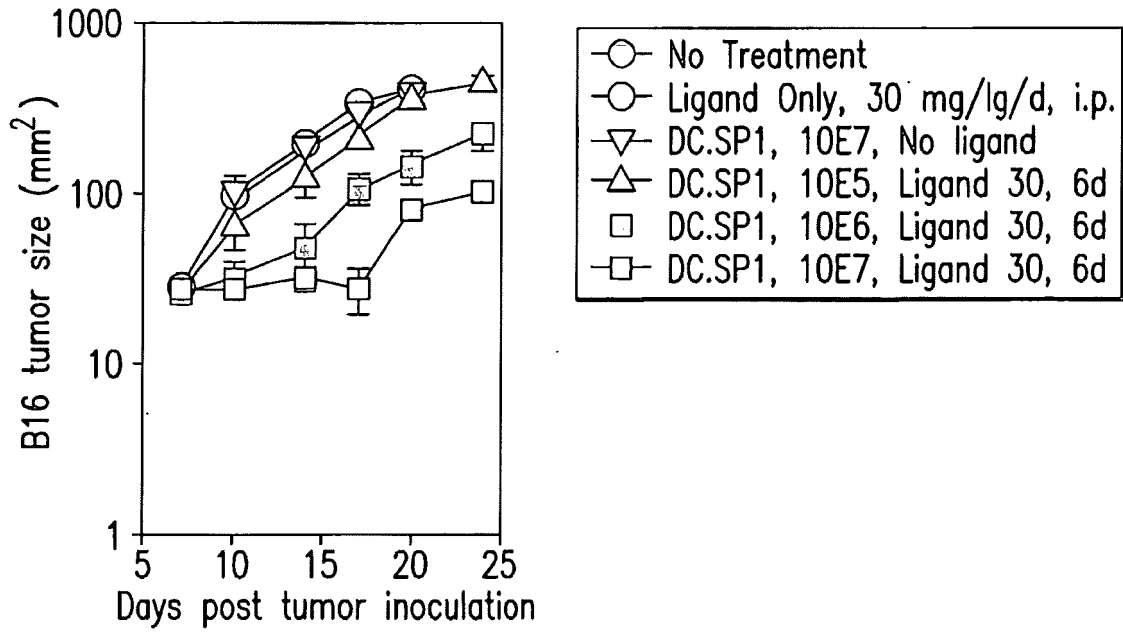 B16 tumor size (mm²)
1000
100
10
1
5 10 15 20 25
Days post tumor inoculation
No Treatment
Ligand Only, 30 mg/lg/d, i.p.
DC.SP1, 10E7, No ligand
DC.SP1, 10E5, Ligand 30, 6d
DC.SP1, 10E6, Ligand 30, 6d
DC.SP1, 10E7, Ligand 30, 6d